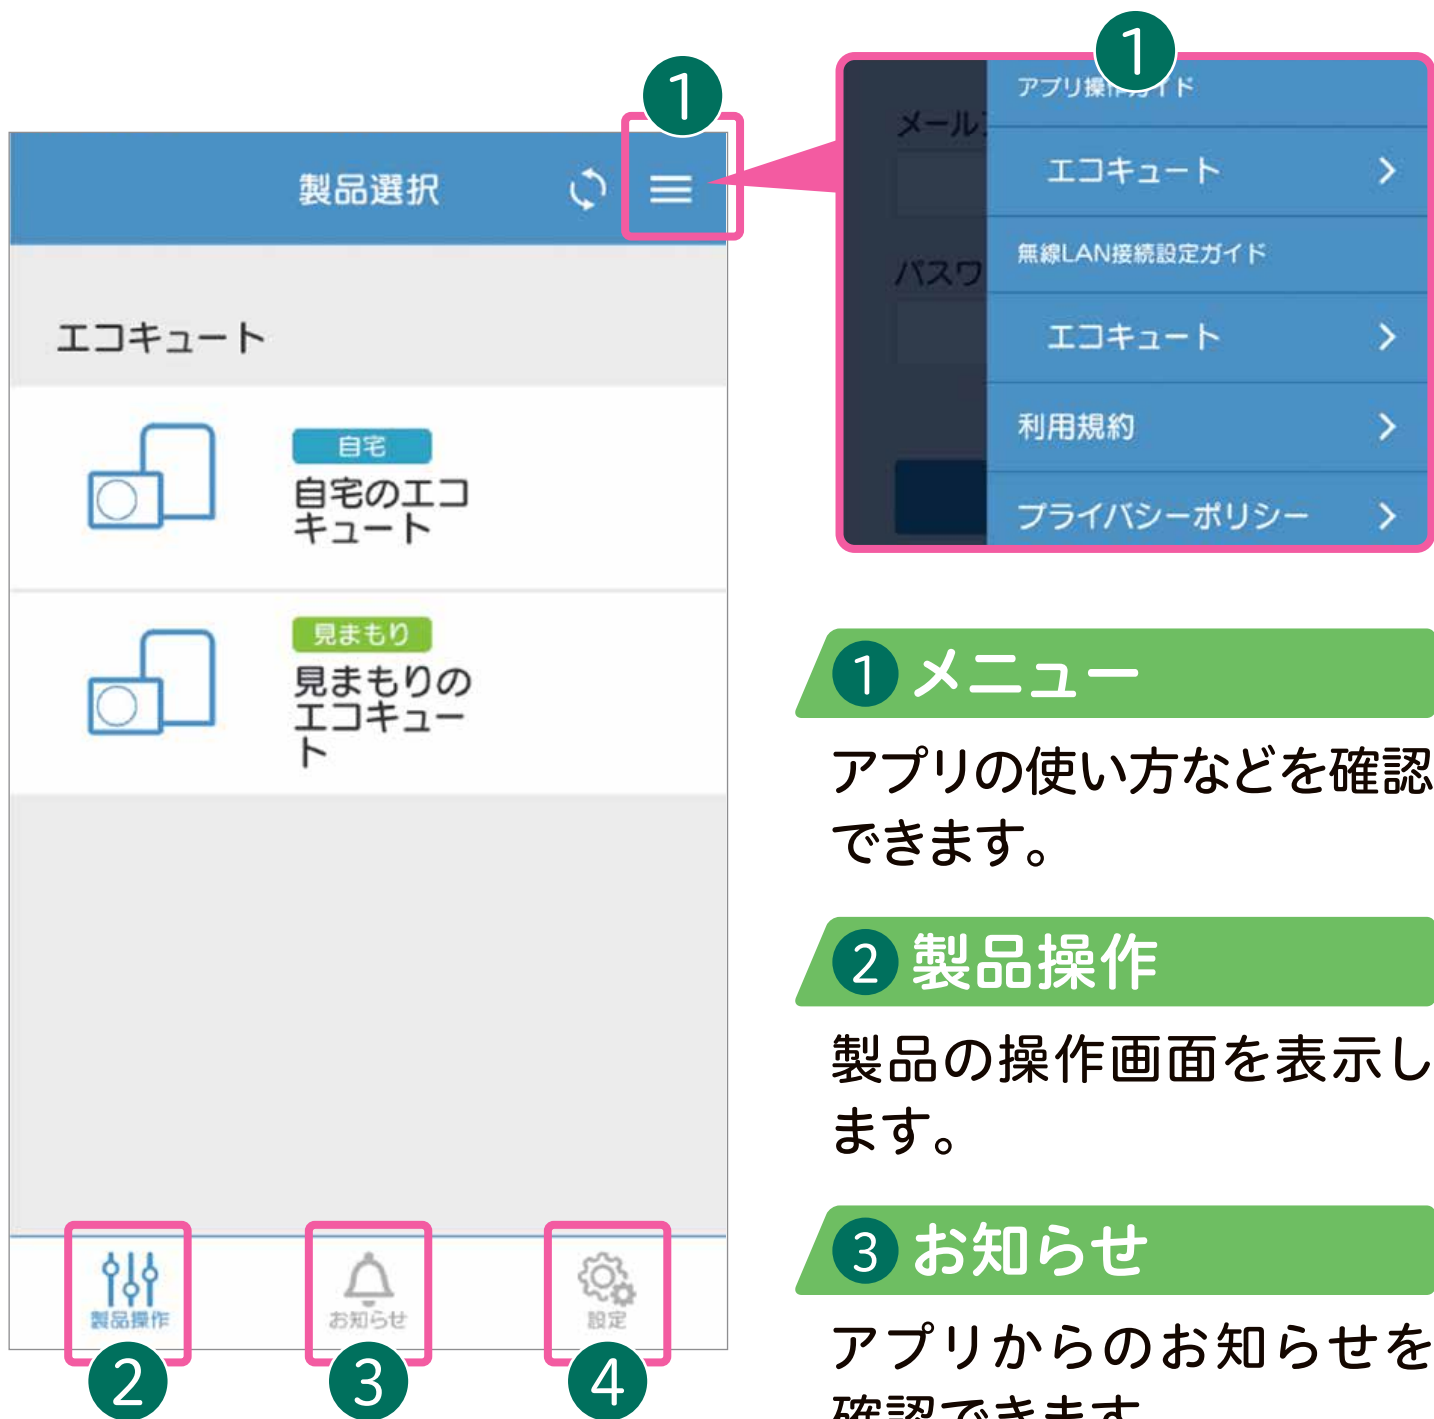 1
製品選択
エコキュート
自宅
自宅のエコ
キュート
見まもり
見まもりの
エコキュー
ト
製品操作
お知らせ
設定
2
3
4
1
アプリ操作ガイド
エコキュート
無線LAN接続設定ガイド
エコキュート
利用規約
プライバシーポリシー
メール
パスワ
1 メニュー
アプリの使い方などを確認
できます。
2 製品操作
製品の操作画面を表示し
ます。
3 お知らせ
アプリからのお知らせを
確認できます